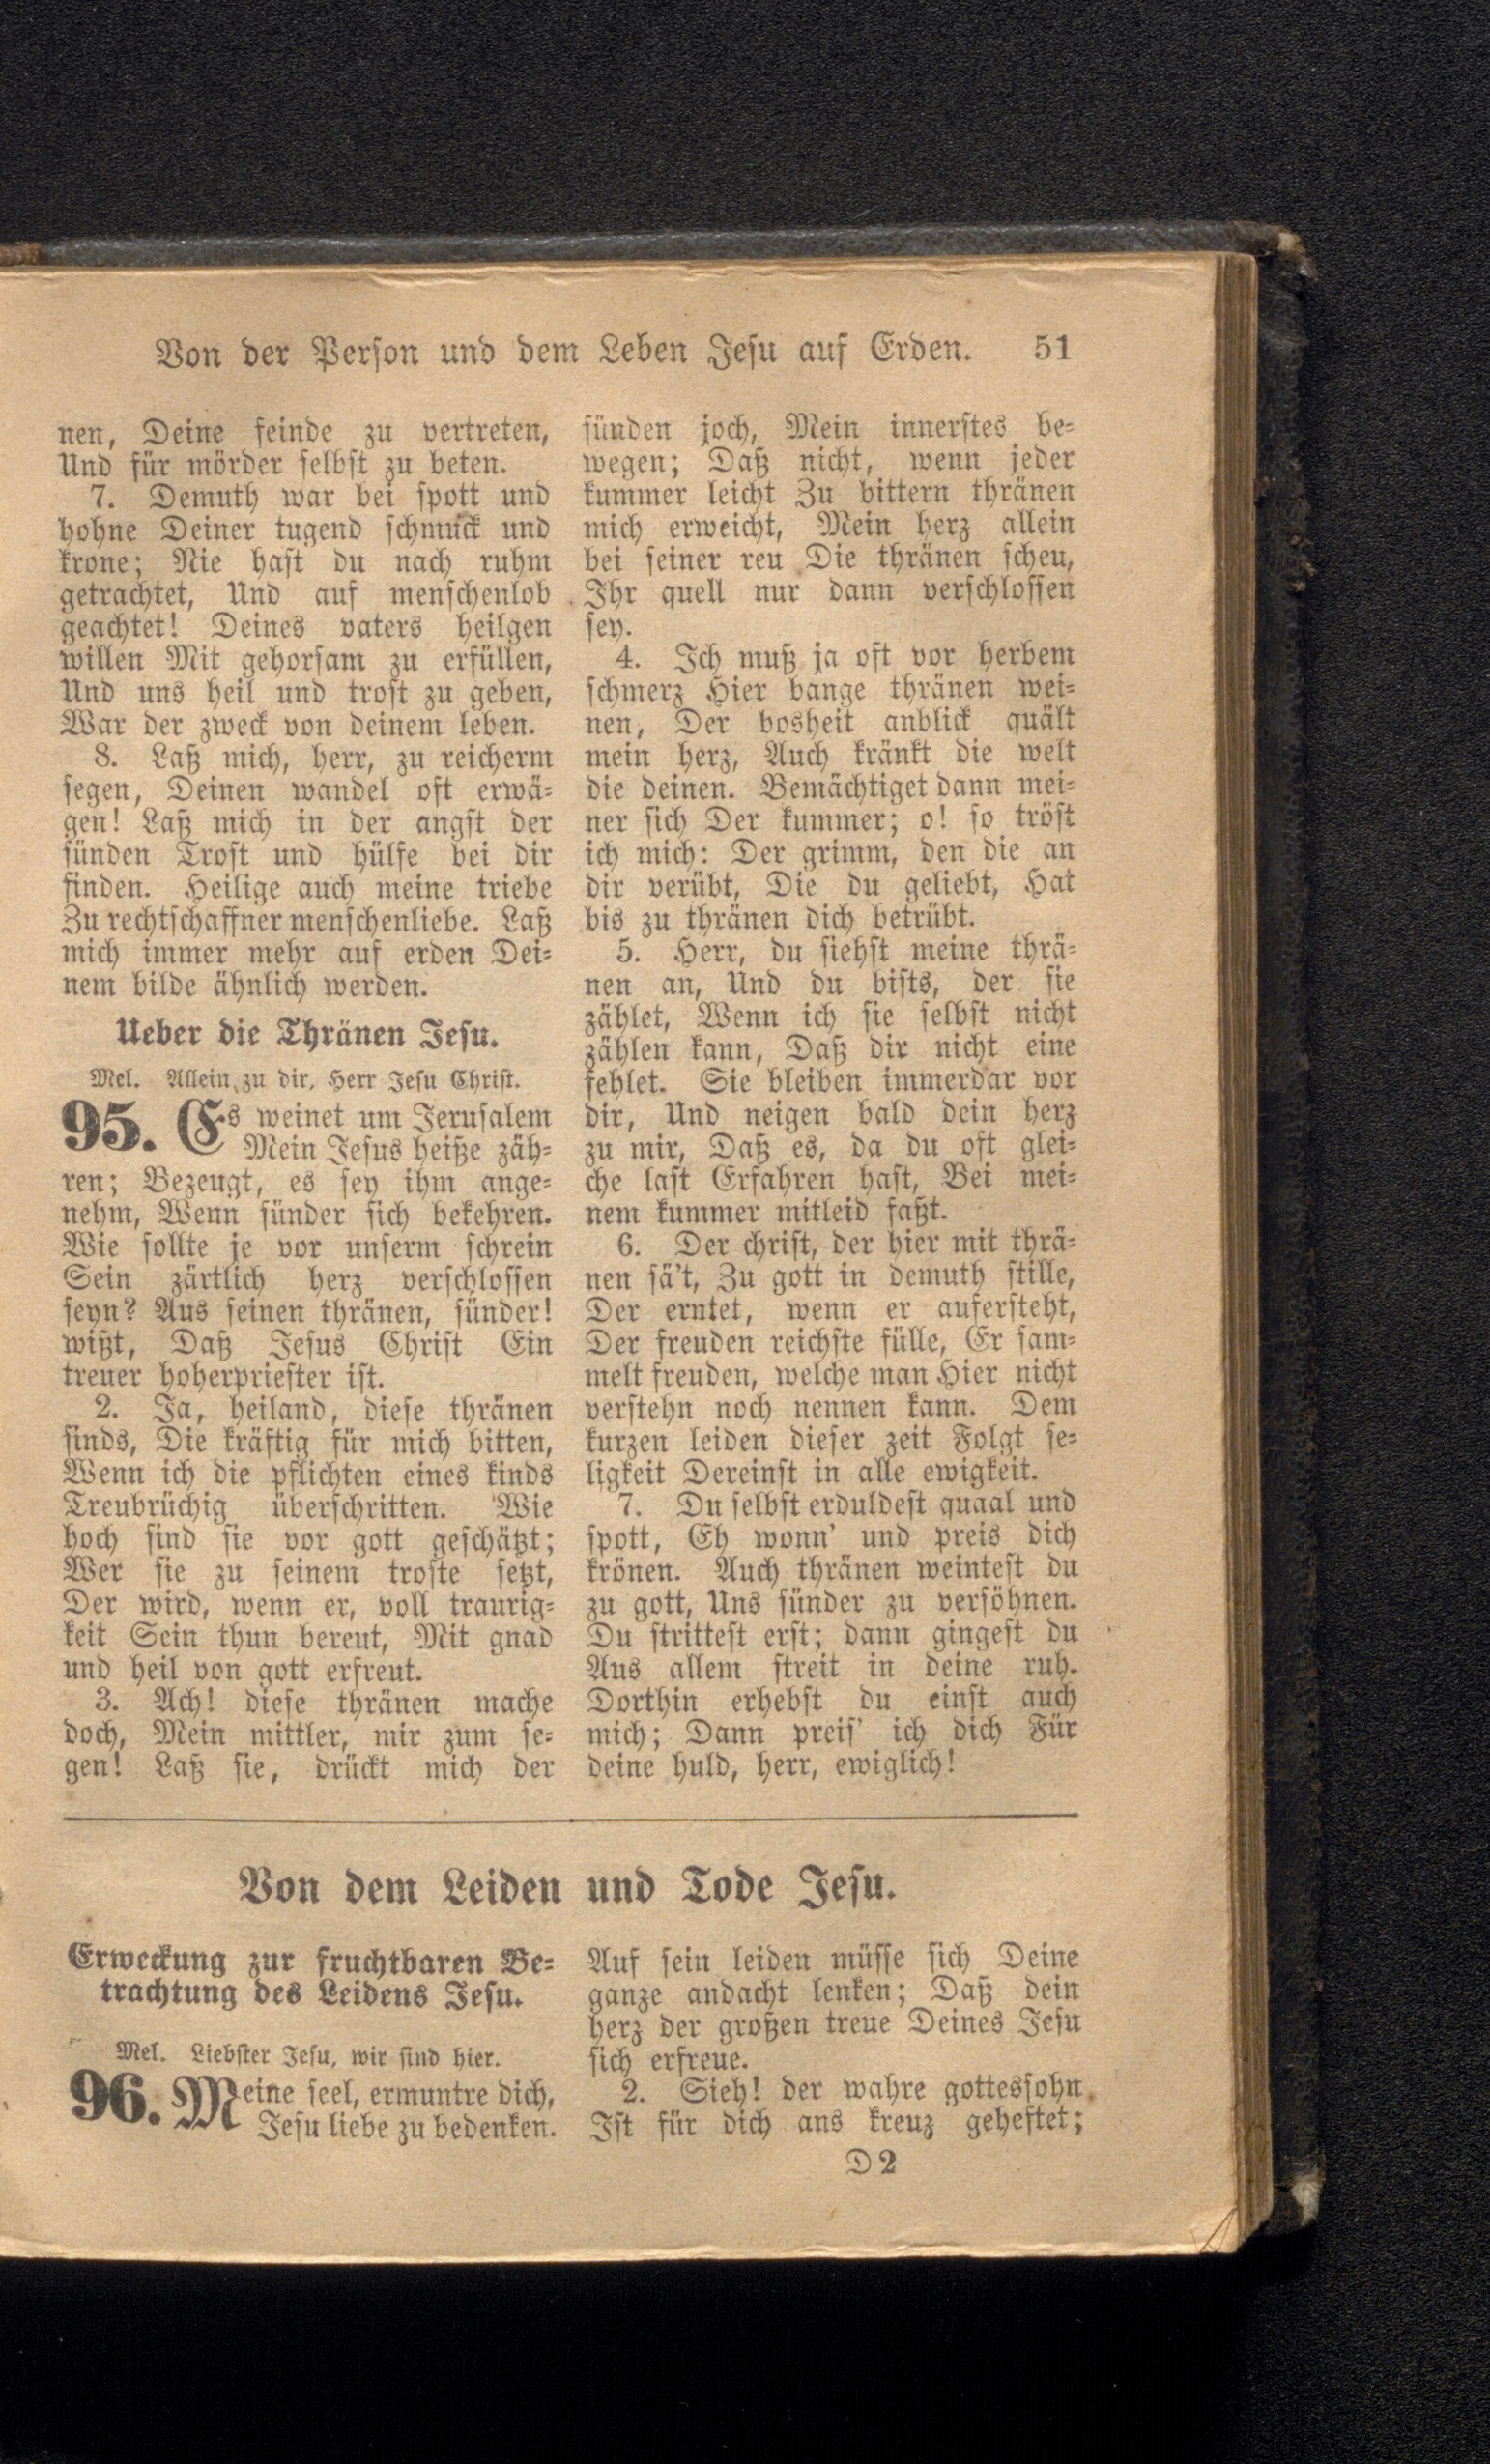 Von der Person und dem Leben Jesu auf Erden. 51
nen, Deine feinde zu vertreten,
Und für mörder selbst zu beten.
7. Demuth war bei spott und
hohne Deiner tugend schmuck und
krone; Nie hast du nach ruhm
getrachtet, Und auf menschenlob
geachtet! Deines vaters heilgen
willen Mit gehorsam zu erfüllen,
Und uns heil und trost zu geben,
War der zweck von deinem leben.
8. Laß mich, herr, zu reicherm
segen, Deinen wandel oft erwä-
gen! Laß mich in der angst der
sünden Trost und hülfe bei dir
finden. Heilige auch meine triebe
Zu rechtschaffner menschenliebe. Laß
mich immer mehr auf erden Dei-
nem bilde ähnlich werden.
Ueber die Thränen Jesu.
Mel. Allein zu dir, Herr Jesu Christ.
95. Es weinet um Jerusalem
Mein Jesus heiße zäh-
ren; Bezeugt, es sey ihm ange-
nehm, Wenn sünder sich bekehren.
Wie sollte je vor unserm schrein
Sein zärtlich herz verschlossen
seyn? Aus seinen thränen, sünder!
wißt, Daß Jesus Christ Ein
treuer hoherpriester ist.
2. Ja, heiland, diese thränen
sinds, Die kräftig für mich bitten,
Wenn ich die pflichten eines kinds
Treubrüchig überschritten. Wie
hoch sind sie vor gott geschätzt;
Wer sie zu seinem troste setzt,
Der wird, wenn er, voll traurig-
keit Sein thun bereut, Mit gnad
und heil von gott erfreut.
3. Ach! diese thränen mache
doch, Mein mittler, mir zum se-
gen! Laß sie, drückt mich der
sünden joch, Mein innerstes be-
wegen; Daß nicht, wenn jeder
kummer leicht Zu bittern thränen
mich erweicht, Mein herz allein
bei seiner reu Die thränen scheu,
Ihr quell nur dann verschlossen
sey.
4. Ich muß ja oft vor herbem
schmerz Hier bange thränen wei-
nen, Der bosheit anblick quält
mein herz, Auch kränkt die welt
die deinen. Bemächtiget dann mei-
ner sich Der kummer; o! so tröst
ich mich: Der grimm, den die an
dir verübt, Die du geliebt, Hat
bis zu thränen dich betrübt.
5. Herr, du siehst meine thrä-
nen an, Und du bists, der sie
zählet, Wenn ich sie selbst nicht
zählen kann, Daß dir nicht eine
fehlet. Sie bleiben immerdar vor
dir, Und neigen bald dein herz
zu mir, Daß es, da du oft glei-
che last Erfahren hast, Bei mei-
nem kummer mitleid faßt.
6. Der christ, der hier mit thrä-
nen sä't, Zu gott in demuth stille,
Der erntet, wenn er aufersteht,
Der freuden reichste fülle, Er sam-
melt freuden, welche man Hier nicht
verstehn noch nennen kann. Dem
kurzen leiden dieser zeit Folgt se-
ligkeit Dereinst in alle ewigkeit.
7. Du selbst erduldest quaal und
spott, Eh wonn' und preis dich
krönen. Auch thränen weintest du
zu gott, Uns sünder zu versöhnen.
Du strittest erst; dann gingest du
Aus allem streit in deine ruh.
Dorthin erhebst du einst auch
mich; Dann preis' ich dich Für
deine huld, herr, ewiglich!
Von dem Leiden und Tode Jesu.
Erweckung zur fruchtbaren Be-
trachtung des Leidens Jesu.
Mel. Liebster Jesu, wir sind hier.
96. Meine seel, ermuntre dich,
Jesu liebe zu bedenken.
Auf sein leiden müsse sich Deine
ganze andacht lenken; Daß dein
herz der großen treue Deines Jesu
sich erfreue.
2. Sieh! der wahre gottessohn
Ist für dich ans kreuz geheftet;
D 2